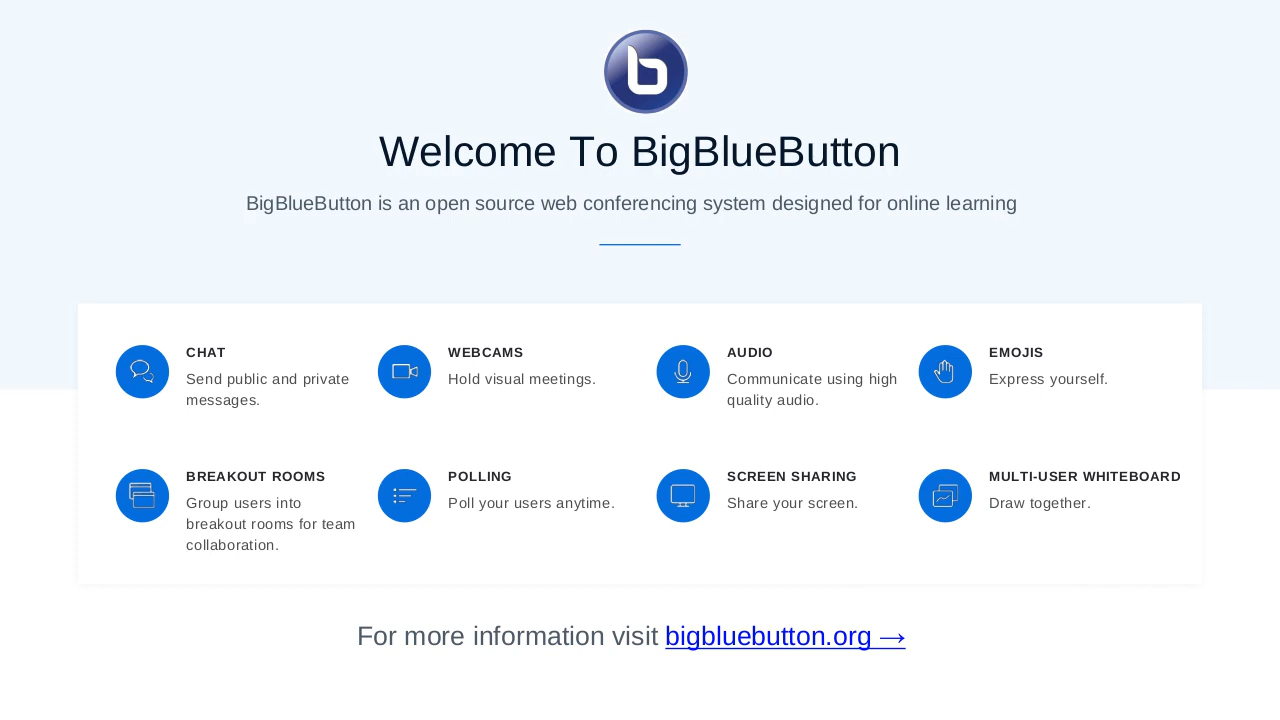 Welcome To BigBlueButton
BigBlueButton is an open source web conferencing system designed for online learning
CHAT
Send public and private
messages.
WEBCAMS
Hold visual meetings.
AUDIO
Communicate using high
quality audio.
EMOJIS
Express yourself.
BREAKOUT ROOMS
Group users into
breakout rooms for team
collaboration.
POLLING
Poll your users anytime.
SCREEN SHARING
Share your screen.
MULTI-USER WHITEBOARD
Draw together.
For more information visit bigbluebutton.org →